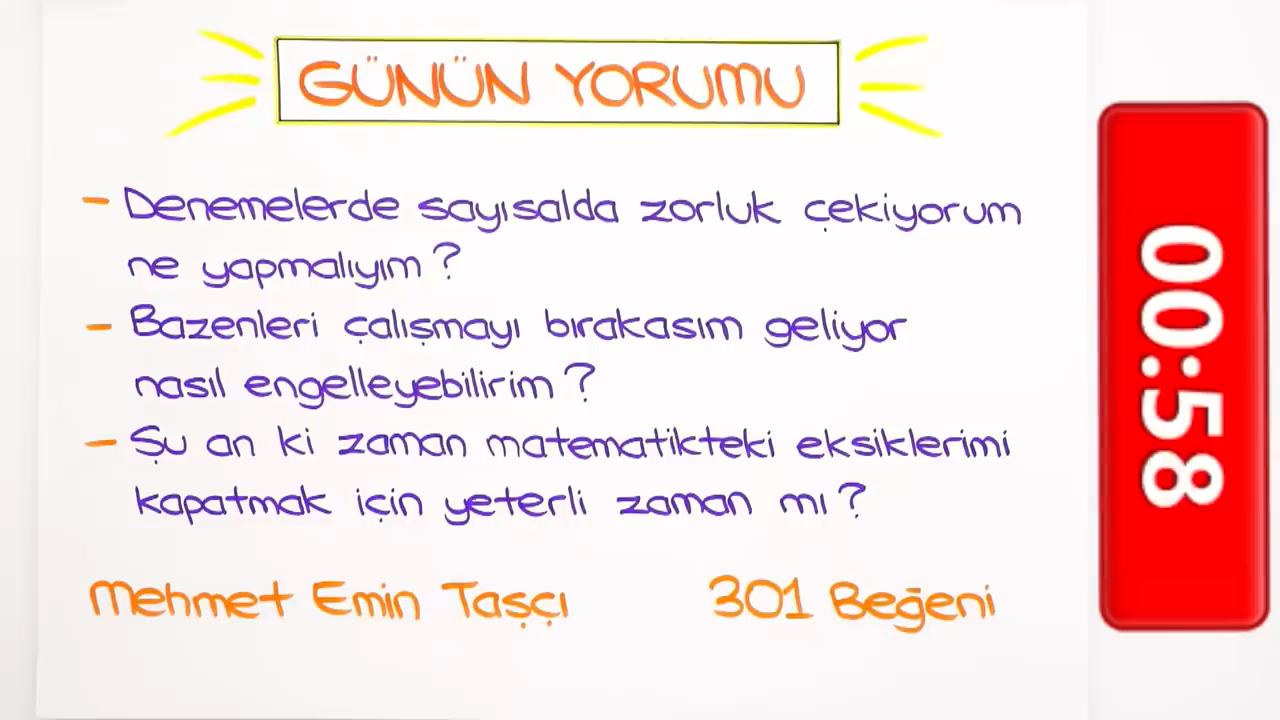 GÜNÜN YORUMU
- Denemelerde sayısalda zorluk çekiyorum
ne yapmalıyım?
- Bazenleri çalışmayı bırakasım geliyor
nasıl engelleyebilirim?
- Şu an ki zaman matematikteki eksiklerimi
kapatmak için yeterli zaman mı?
Mehmet Emin Taşçı 301 Beğeni
00:58